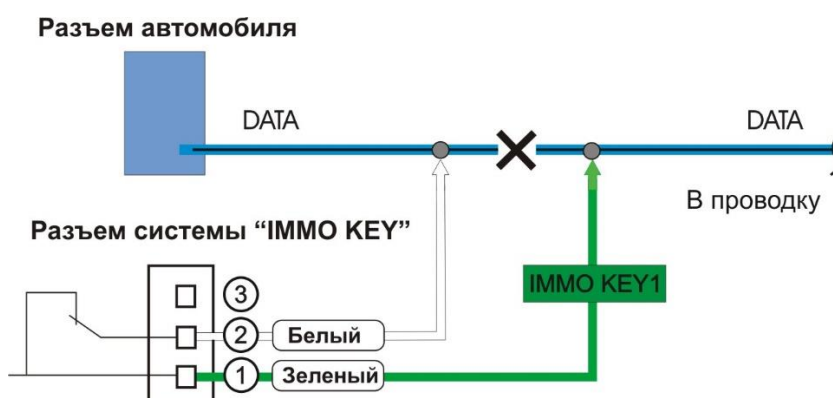 Разъем автомобиля
DATA
DATA
В проводку
Разъем системы “IMMO KEY”
IMMO KEY1
3
2
Белый
1
Зеленый